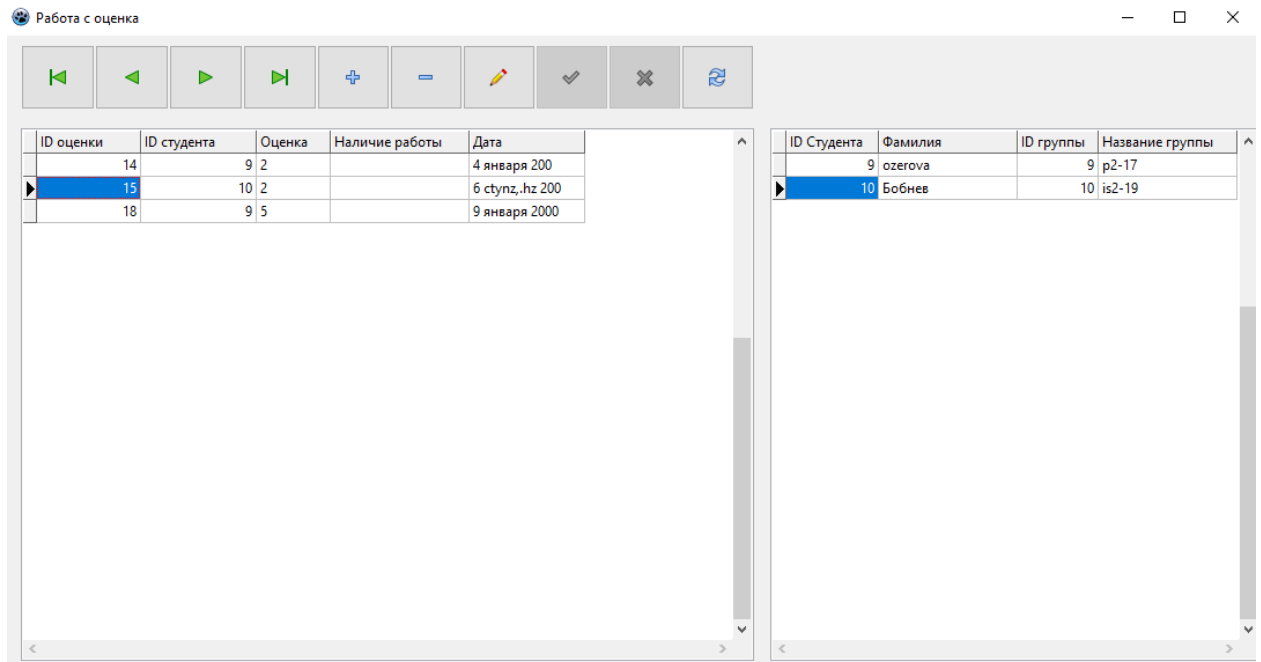 Работа с оценка
ID оценки ID студента Оценка Наличие работы Дата
14 9 2 4 января 200
15 10 2 6 ctynz,.hz 200
18 9 5 9 января 2000
ID Студента Фамилия ID группы Название группы
9 ozerova 9 p2-17
10 Бобнев 10 is2-19